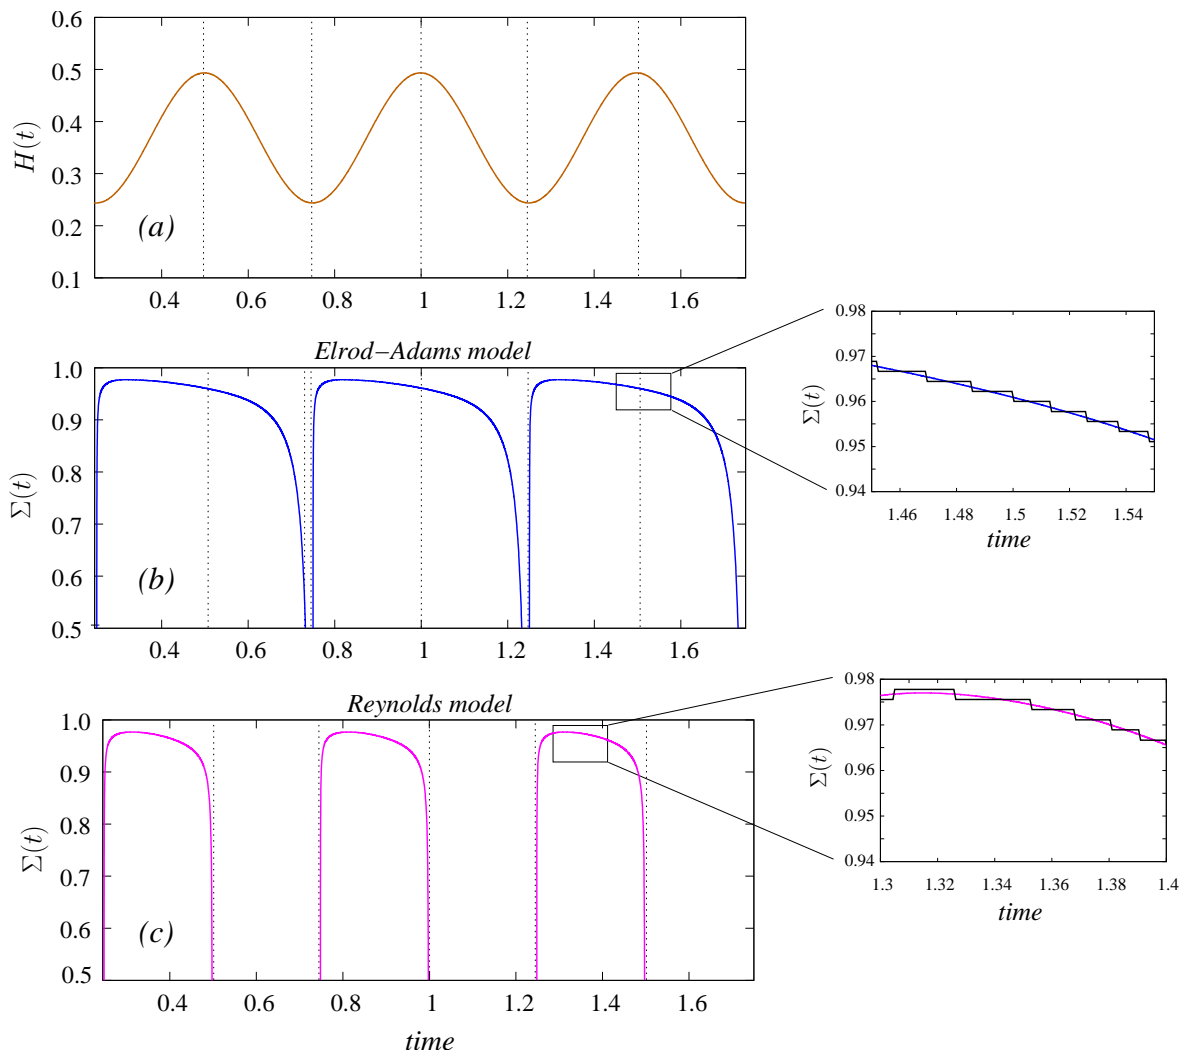 0.6
0.5
0.4
0.3
0.2
0.1
H(t)
(a)
0.4 0.6 0.8 1 1.2 1.4 1.6
Elrod−Adams model
1.0
0.9
0.8
0.7
0.6
0.5
Σ(t)
(b)
0.4 0.6 0.8 1 1.2 1.4 1.6
0.98
0.97
0.96
0.95
0.94
Σ(t)
1.46 1.48 1.5 1.52 1.54
time
Reynolds model
1.0
0.9
0.8
0.7
0.6
0.5
Σ(t)
(c)
0.4 0.6 0.8 1 1.2 1.4 1.6
time
0.98
0.97
0.96
0.95
0.94
Σ(t)
1.3 1.32 1.34 1.36 1.38 1.4
time